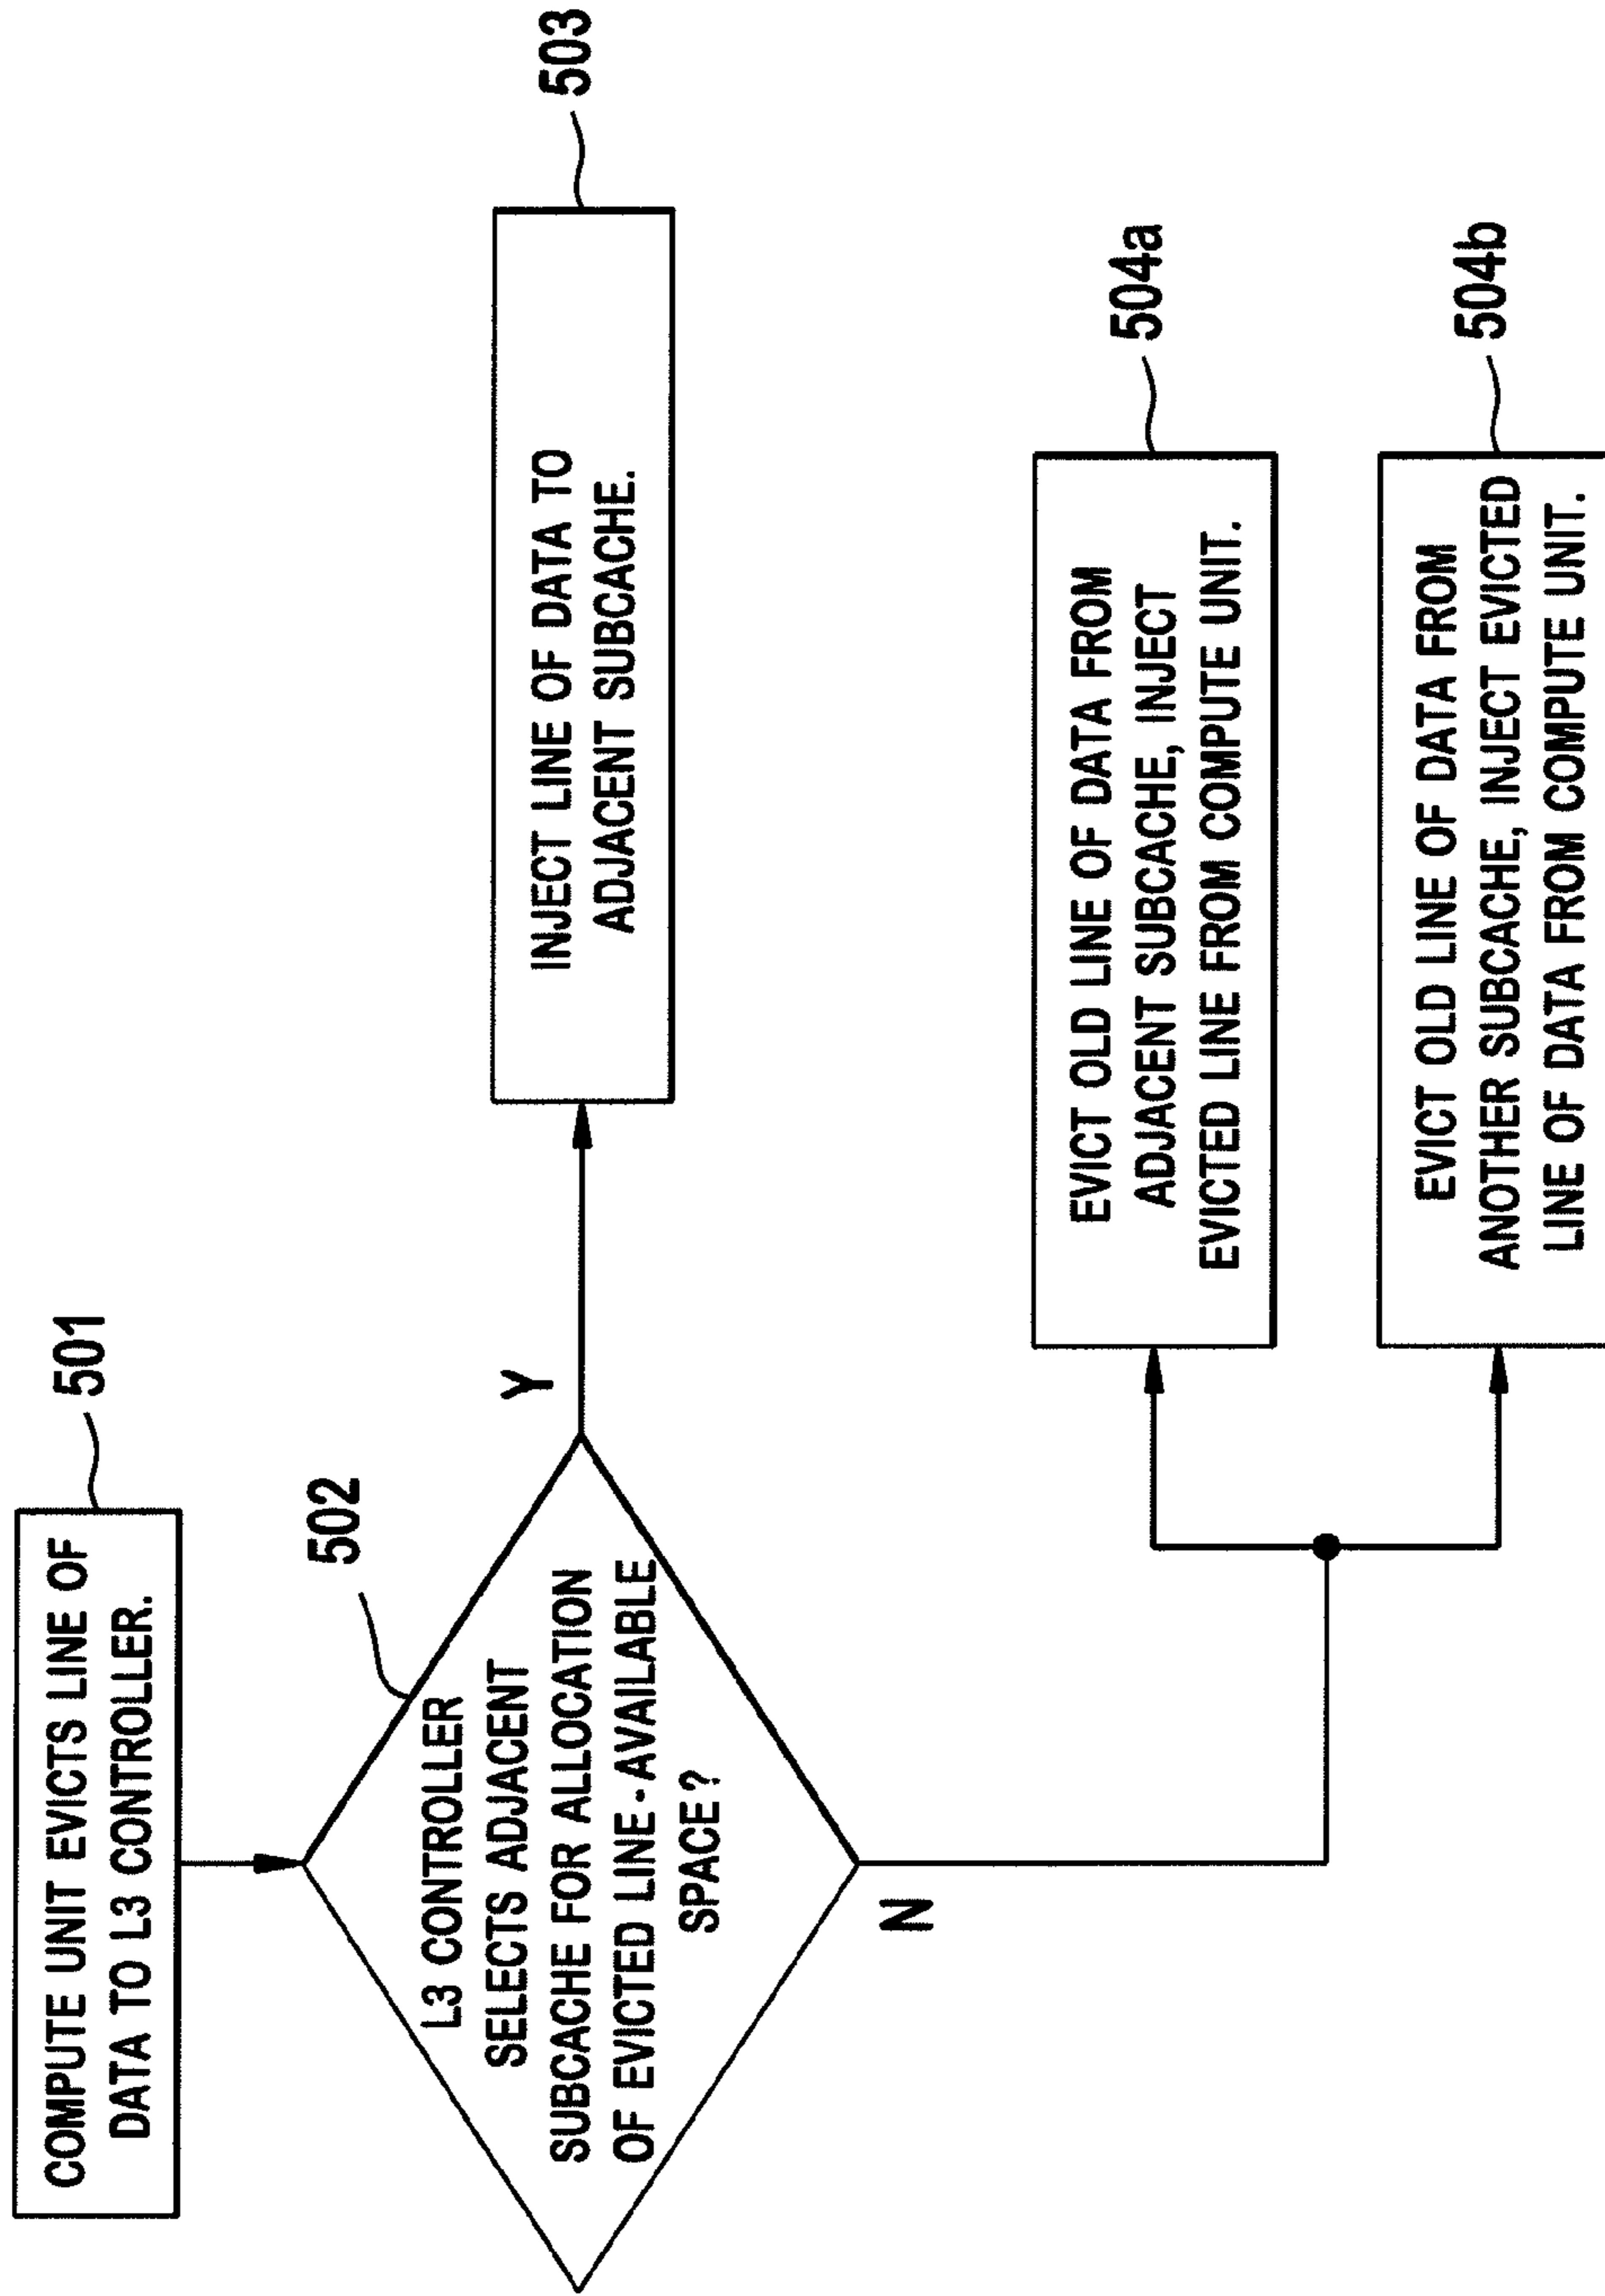 COMPUTE UNIT EVICTS LINE OF
DATA TO L3 CONTROLLER.
501
502
L3 CONTROLLER
SELECTS ADJACENT
SUBCACHE FOR ALLOCATION
OF EVICTED LINE-AVAILABLE
SPACE?
Y
INJECT LINE OF DATA TO
ADJACENT SUBCACHE.
503
N
EVICT OLD LINE OF DATA FROM
ADJACENT SUBCACHE, INJECT
EVICTED LINE FROM COMPUTE UNIT.
504a
EVICT OLD LINE OF DATA FROM
ANOTHER SUBCACHE, INJECT EVICTED
LINE OF DATA FROM COMPUTE UNIT.
504b